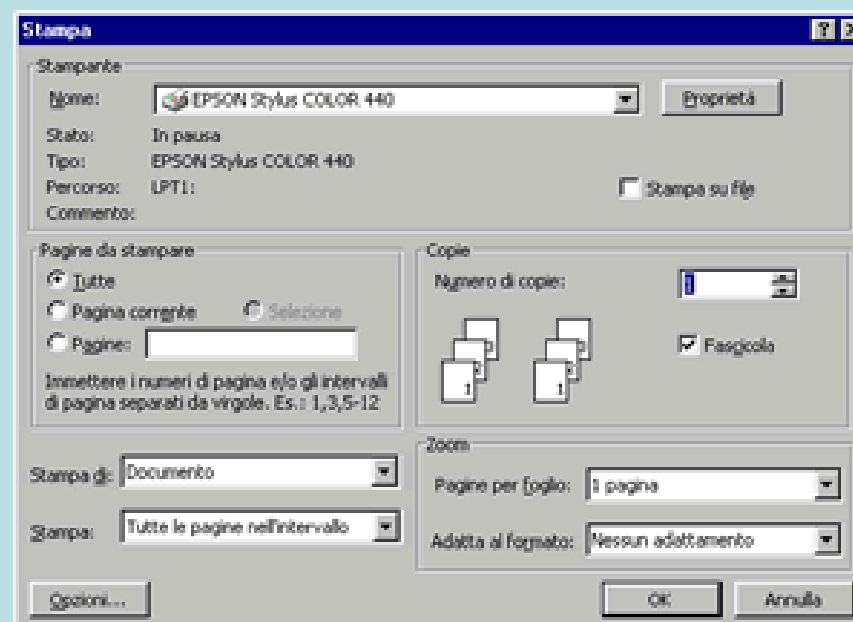 Stampa
Stampante
Nome: EPSON Stylus COLOR 440 Proprietà
Stato: In pausa
Tipo: EPSON Stylus COLOR 440
Percorso: LPT1: Stampa su file
Commento:
Pagine da stampare
Tutte
Pagina corrente Selezione
Pagine:
Immettere i numeri di pagina e/o gli intervalli
di pagina separati da virgole. Es.: 1,3,5-12
Copie
Numero di copie: 1
Fascicola
1 1
Stampa di: Documento
Stampa: Tutte le pagine nell'intervallo
Zoom
Pagine per foglio: 1 pagina
Adatta al formato: Nessun adattamento
Opzioni... OK Annulla